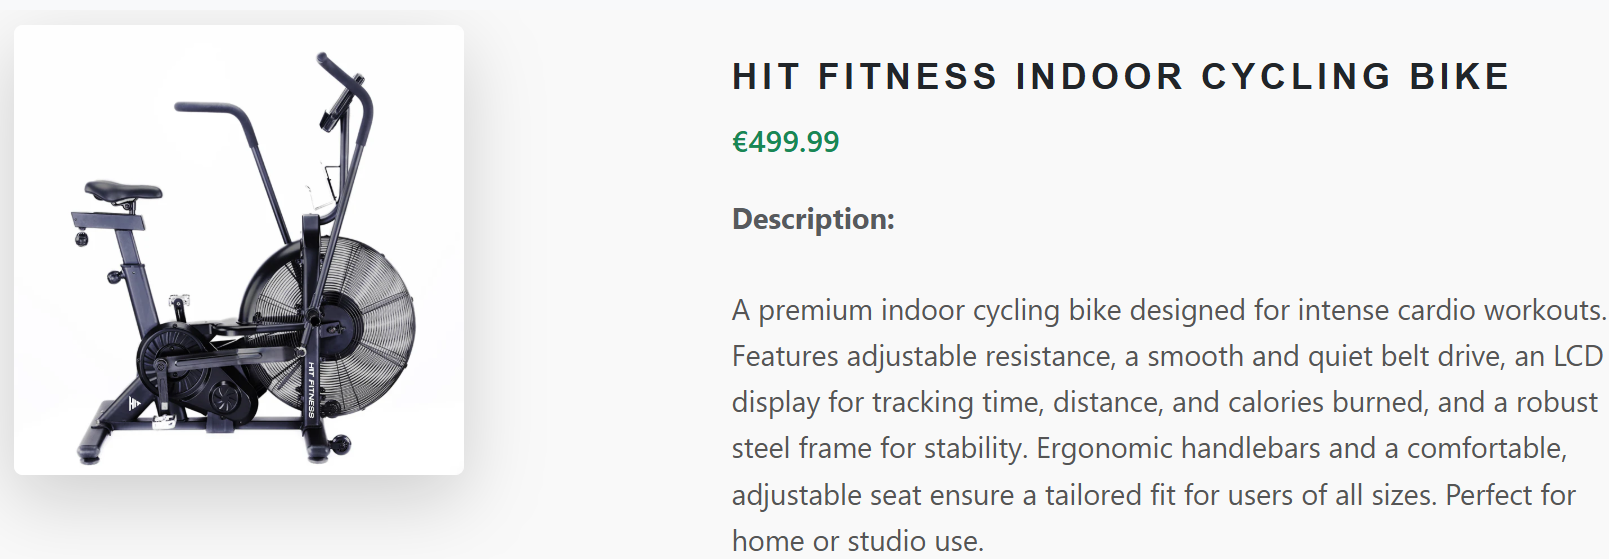 HIT FITNESS INDOOR CYCLING BIKE
€499.99
Description:
A premium indoor cycling bike designed for intense cardio workouts.
Features adjustable resistance, a smooth and quiet belt drive, an LCD
display for tracking time, distance, and calories burned, and a robust
steel frame for stability. Ergonomic handlebars and a comfortable,
adjustable seat ensure a tailored fit for users of all sizes. Perfect for
home or studio use.
HIT FITNESS